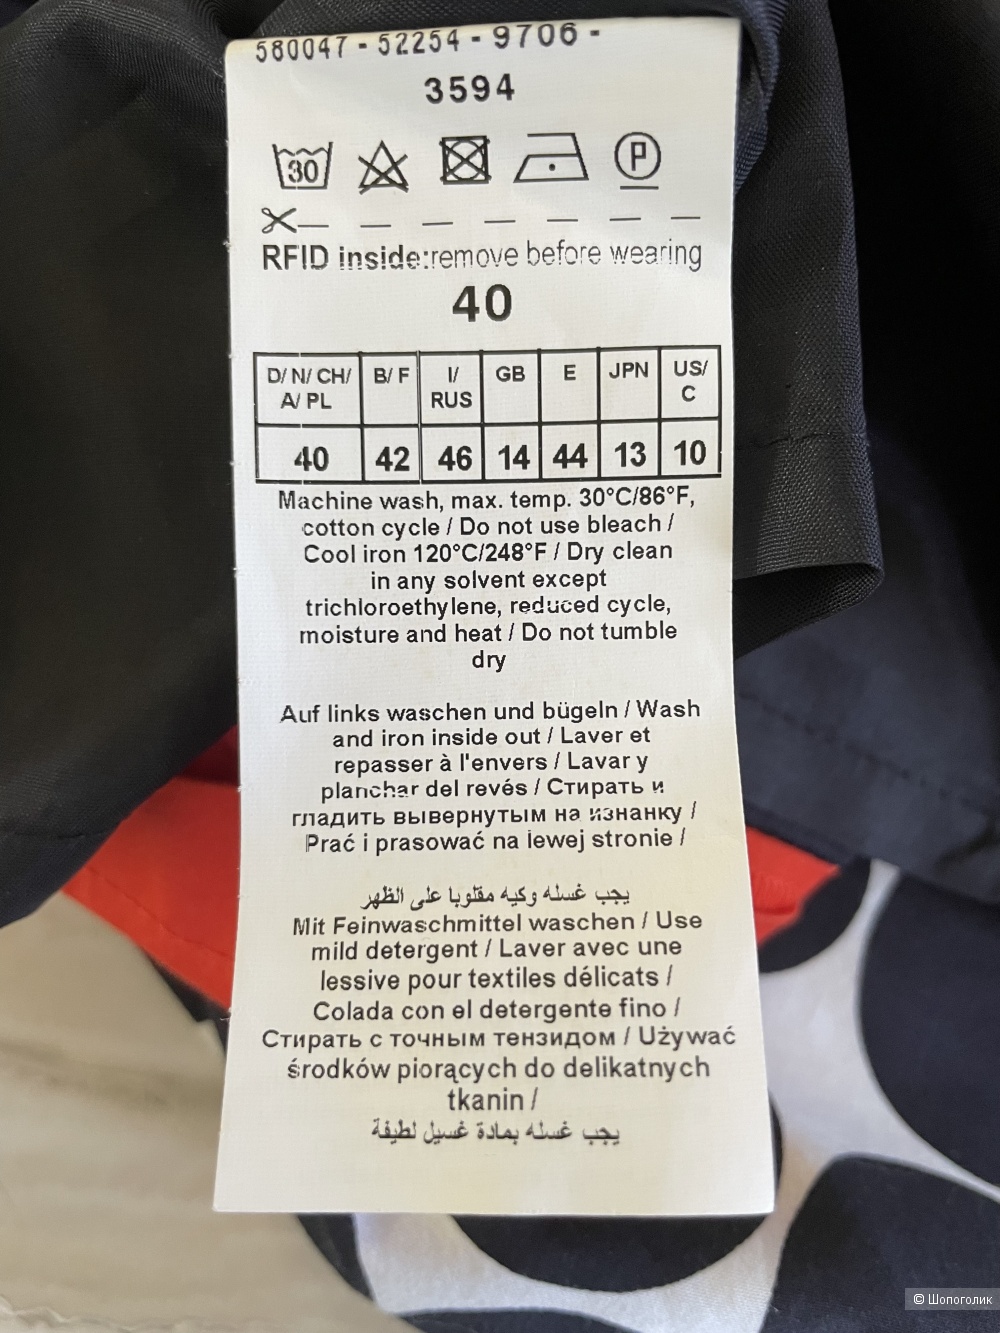 580047 - 52254 - 9706 -
3594
30 P
RFID inside:remove before wearing
40
D/ N/ CH/ A/ PL B/ F I/ RUS GB E JPN US/ C
40 42 46 14 44 13 10
Machine wash, max. temp. 30°C/86°F,
cotton cycle / Do not use bleach /
Cool iron 120°C/248°F / Dry clean
in any solvent except
trichloroethylene, reduced cycle,
moisture and heat / Do not tumble
dry
Auf links waschen und bügeln / Wash
and iron inside out / Laver et
repasser à l'envers / Lavar y
planchar del revés / Стирать и
гладить вывернутым на изнанку /
Prać i prasować na lewej stronie /
يجب غسله وكيه مقلوبا على الظهر
Mit Feinwaschmittel waschen / Use
mild detergent / Laver avec une
lessive pour textiles délicats /
Colada con el detergente fino /
Стирать с точным тензидом / Używać
środków piorących do delikatnych
tkanin /
يجب غسله بمادة غسيل لطيفة
© Шопоголик